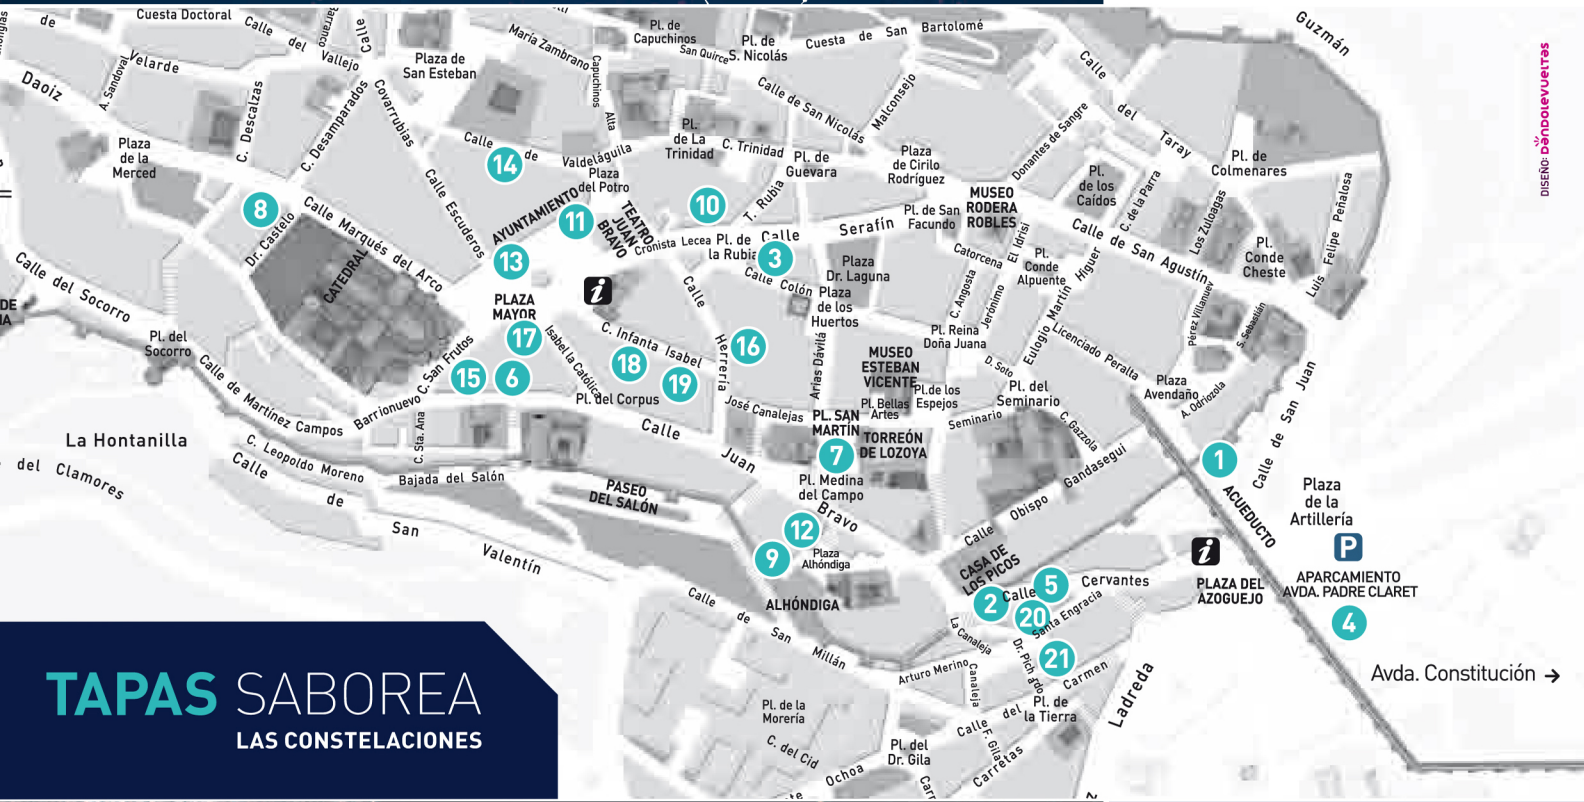 de
Cuesta Doctoral
Calle del Vallejo
Barranco
Calle
Velarde
A. Sandoval
Daoiz
Plaza de
San Esteban
María Zambrano
Capuchinos
Alta
Pl. de
Capuchinos
San Quirce
Pl. de
S. Nicolás
Cuesta de San Bartolomé
Calle de San Nicolás
Malconsejo
Guzmán
Calle del Taray
DISEÑO: DóNDOLEVUELTAS
C. Descalzas
C. Desamparados
Covarrubias
Plaza
de la
Merced
Calle de Valdeláguila
14
Pl.
de La
Trinidad
C. Trinidad
Pl. de
Guevara
Plaza
de Cirilo
Rodríguez
Donantes de Sangre
Pl.
de los
Caídos
C. de la Parra
Pl. de
Colmenares
Los Zuloagas
Luis Felipe Peñalosa
Plaza
del Potro
Calle Escuderos
8
Dr. Castelo
Calle Marqués del Arco
CATEDRAL
AYUNTAMIENTO
11
13
TEATRO
JUAN
BRAVO
10
T. Rubia
Cronista Lecea
Pl. de
la Rubia
Calle Serafín
3
Calle Colón
Pl. de San
Facundo
MUSEO
RODERA
ROBLES
El Idrisi
Catorcena
Plaza
Dr. Laguna
Plaza
de los
Huertos
C. Angosta
Jerónimo
Pl.
Conde
Alpuente
Calle de San Agustín
Pl.
Conde
Cheste
Eulogio Martín Higuer
Calle del Socorro
DE
Pl. del
Socorro
PLAZA
MAYOR
i
17
15
6
C. San Frutos
Barrionuevo
Isabel la Católica
C. Infanta Isabel
18
19
Pl. del Corpus
Calle
Herrería
16
Arias Dávila
MUSEO
ESTEBAN
VICENTE
Pl. Bellas
Artes
Pl.de los
Espejos
Pl. Reina
Doña Juana
D. Soto
Pl. del
Seminario
Seminario
C. Gazzola
Licenciado Peralta
Pérez Villanuev
S. Sebastián
Plaza
Avendaño
A. Odriozola
Calle de San Juan
Calle de Martínez Campos
La Hontanilla
del Clamores
C. Leopoldo Moreno
C. Sta. Ana
Bajada del Salón
Calle de San Valentín
PASEO
DEL SALÓN
Calle Juan Bravo
José Canalejas
PL. SAN
MARTÍN
7
TORREÓN
DE LOZOYA
Pl. Medina
del Campo
12
9
Plaza
Alhóndiga
ALHÓNDIGA
Calle Obispo Gandasegui
CASA DE
LOS PICOS
1
ACUEDUCTO
Plaza
de la
Artillería
P
APARCAMIENTO
AVDA. PADRE CLARET
4
i
PLAZA DEL
AZOGUEJO
2
Calle Cervantes
5
20
Santa Engracia
21
Dr. Pichardo
La Canaleja
Calle de San Millán
Arturo Merino
Canaleja
Calle del Carmen
Pl. de
la Tierra
Ladreda
Avda. Constitución →
Pl. de la
Morería
C. del Cid
Ochoa
Pl. del
Dr. Gila
F. Gila
Carretas
TAPAS SABOREA
LAS CONSTELACIONES